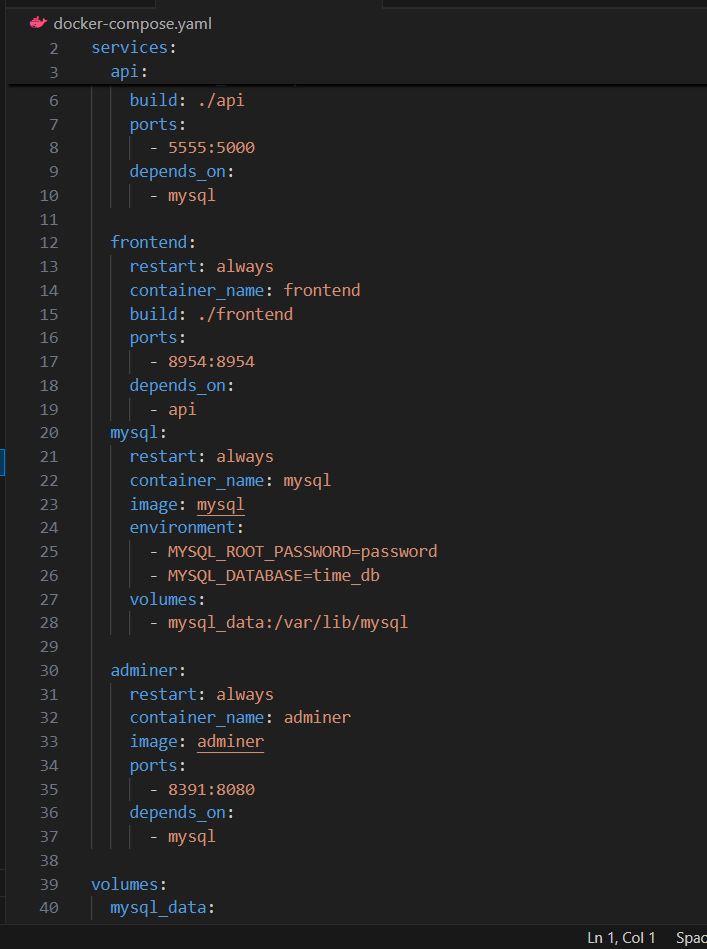 docker-compose.yaml
2 services:
3 api:
6 build: ./api
7 ports:
8 - 5555:5000
9 depends_on:
10 - mysql
11
12 frontend:
13 restart: always
14 container_name: frontend
15 build: ./frontend
16 ports:
17 - 8954:8954
18 depends_on:
19 - api
20 mysql:
21 restart: always
22 container_name: mysql
23 image: mysql
24 environment:
25 - MYSQL_ROOT_PASSWORD=password
26 - MYSQL_DATABASE=time_db
27 volumes:
28 - mysql_data:/var/lib/mysql
29
30 adminer:
31 restart: always
32 container_name: adminer
33 image: adminer
34 ports:
35 - 8391:8080
36 depends_on:
37 - mysql
38
39 volumes:
40 mysql_data:
Ln 1, Col 1 Spac